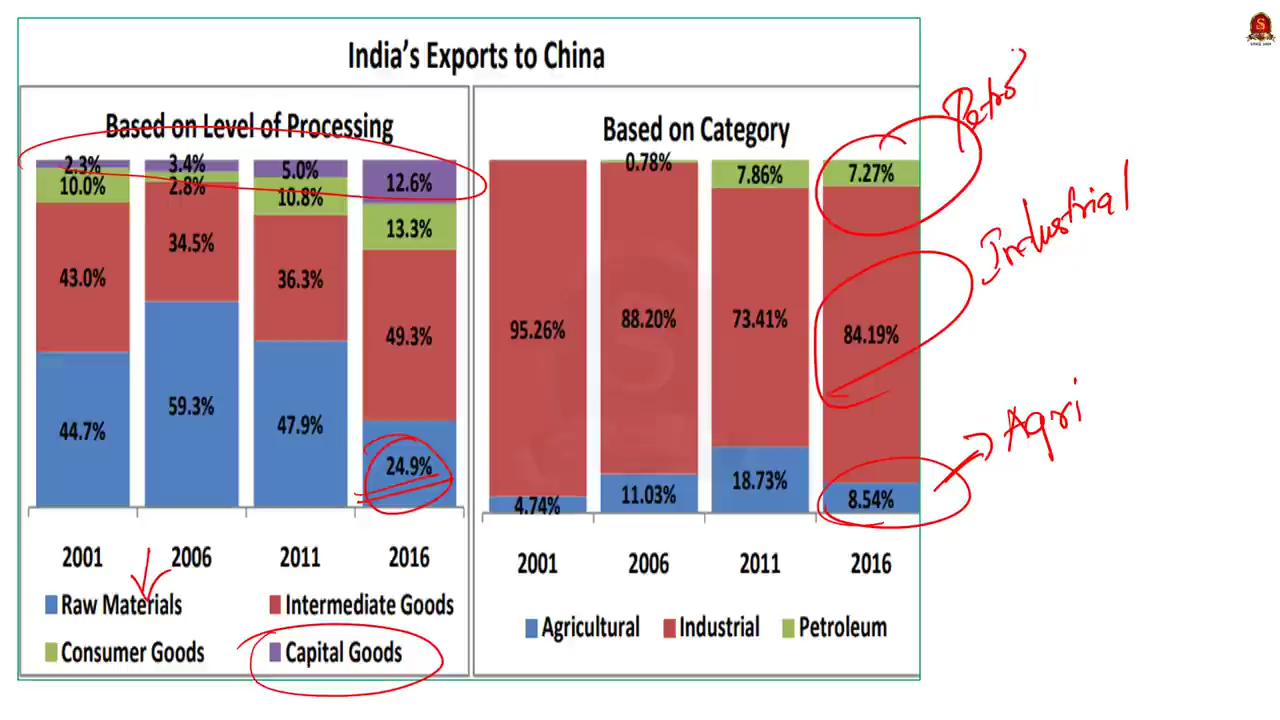 India's Exports to China
Based on Level of Processing
2.3% 3.4% 5.0% 12.6%
10.0% 2.8% 10.8% 13.3%
43.0% 34.5% 36.3% 49.3%
44.7% 59.3% 47.9% 24.9%
2001 2006 2011 2016
Raw Materials Intermediate Goods
Consumer Goods Capital Goods
Based on Category
0.78% 7.86% 7.27%
95.26% 88.20% 73.41% 84.19%
4.74% 11.03% 18.73% 8.54%
2001 2006 2011 2016
Agricultural Industrial Petroleum
Petro
Industrial
Agri
S